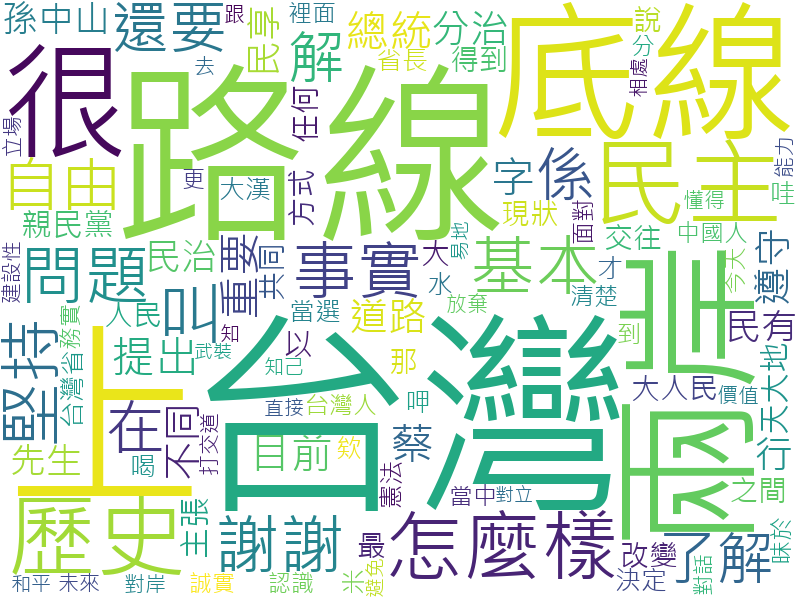 孫中山
還要
跟
裡面
總統
分治
說
底線
很
路線
民享
解
省長
得到
分
去
相處
立場
任何
自由
更
大漢
方式
字
係
民主
能力
哇
親民黨
現狀
面對
懂得
建設性
問題
民治
重要
共同
事實
大
易地
基本
交往
中國人
遵守
兩岸
今天
才
水
清楚
台灣省
務實
人民
叫
當選
知
以
道路
放棄
到
民有
堅持
上
提出
武裝
那
知己
台灣
大人民
價值
天大地
行
在
不同
打交道
直接
台灣人
呷
先生
喝
目前
欸
蔡
憲法
當中
對立
之間
歷史
主張
謝謝
最
怎麼樣
改變
了解
昧於
和平
未來
對岸
誠實
認識
米
避免
決定
對話